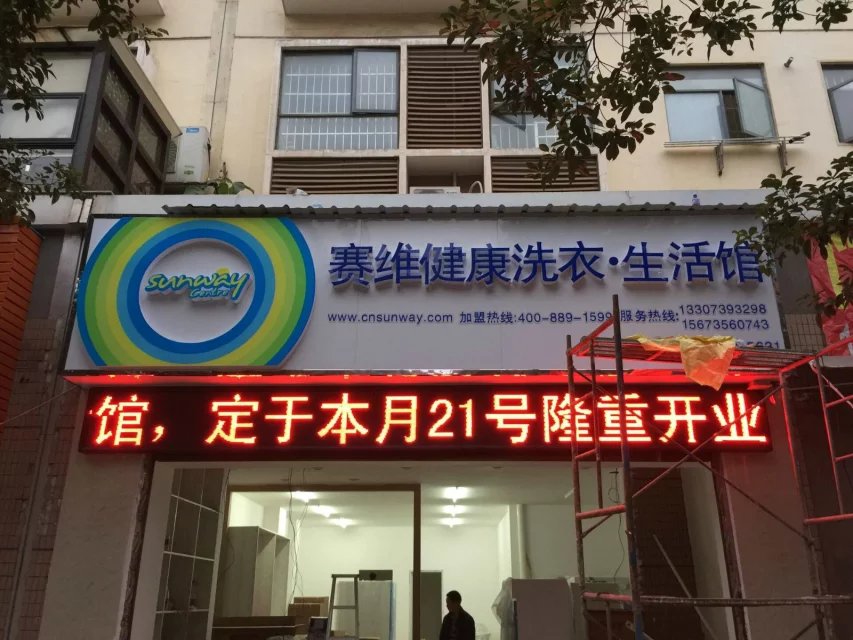 sunway
Centre
赛维健康洗衣·生活馆
www.cnsunway.com 加盟热线:400-889-1599 服务热线: 13307393298
15673560743
5631
馆，定于本月21号隆重开业